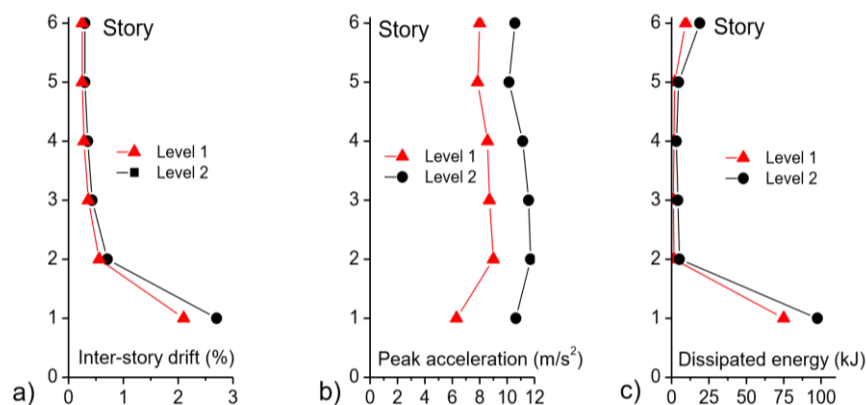 6
5
4
3
2
1
6
Story
Level 1
Level 2
Inter-story drift (%)
a)
0
1
2
3
6
5
4
3
2
1
6
Story
Level 1
Level 2
Peak acceleration (m/s²)
b)
0
2
4
6
8
10
12
6
5
4
3
2
1
6
Story
Level 1
Level 2
Dissipated energy (kJ)
c)
0
25
50
75
100